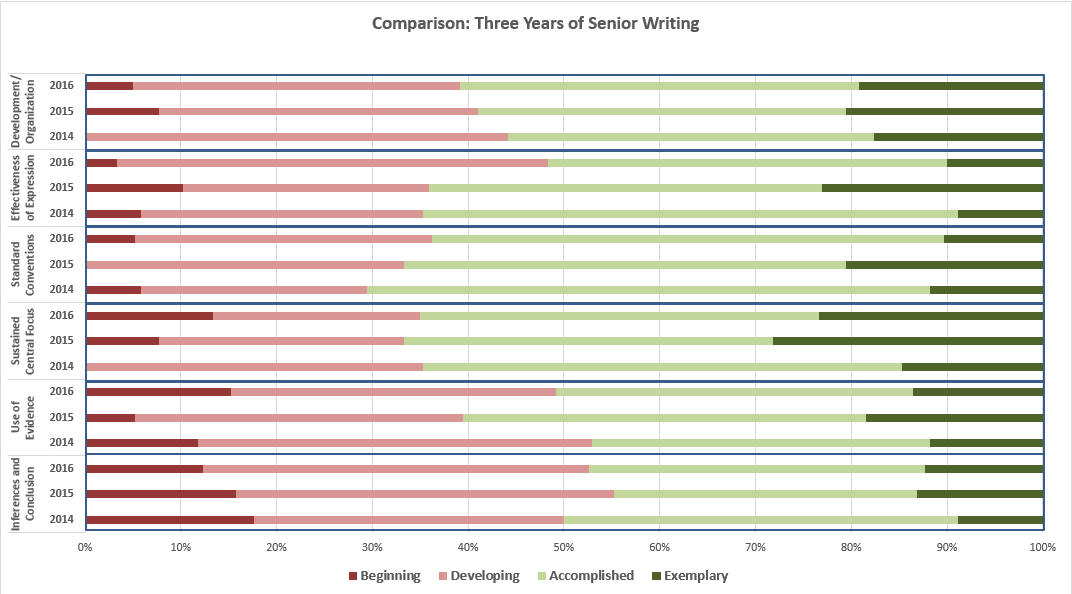 Comparison: Three Years of Senior Writing
Development/
Organization
2016
2015
2014
Effectiveness
of Expression
2016
2015
2014
Standard
Conventions
2016
2015
2014
Sustained
Central Focus
2016
2015
2014
Use of
Evidence
2016
2015
2014
Inferences and
Conclusion
2016
2015
2014
0% 10% 20% 30% 40% 50% 60% 70% 80% 90% 100%
Beginning Developing Accomplished Exemplary